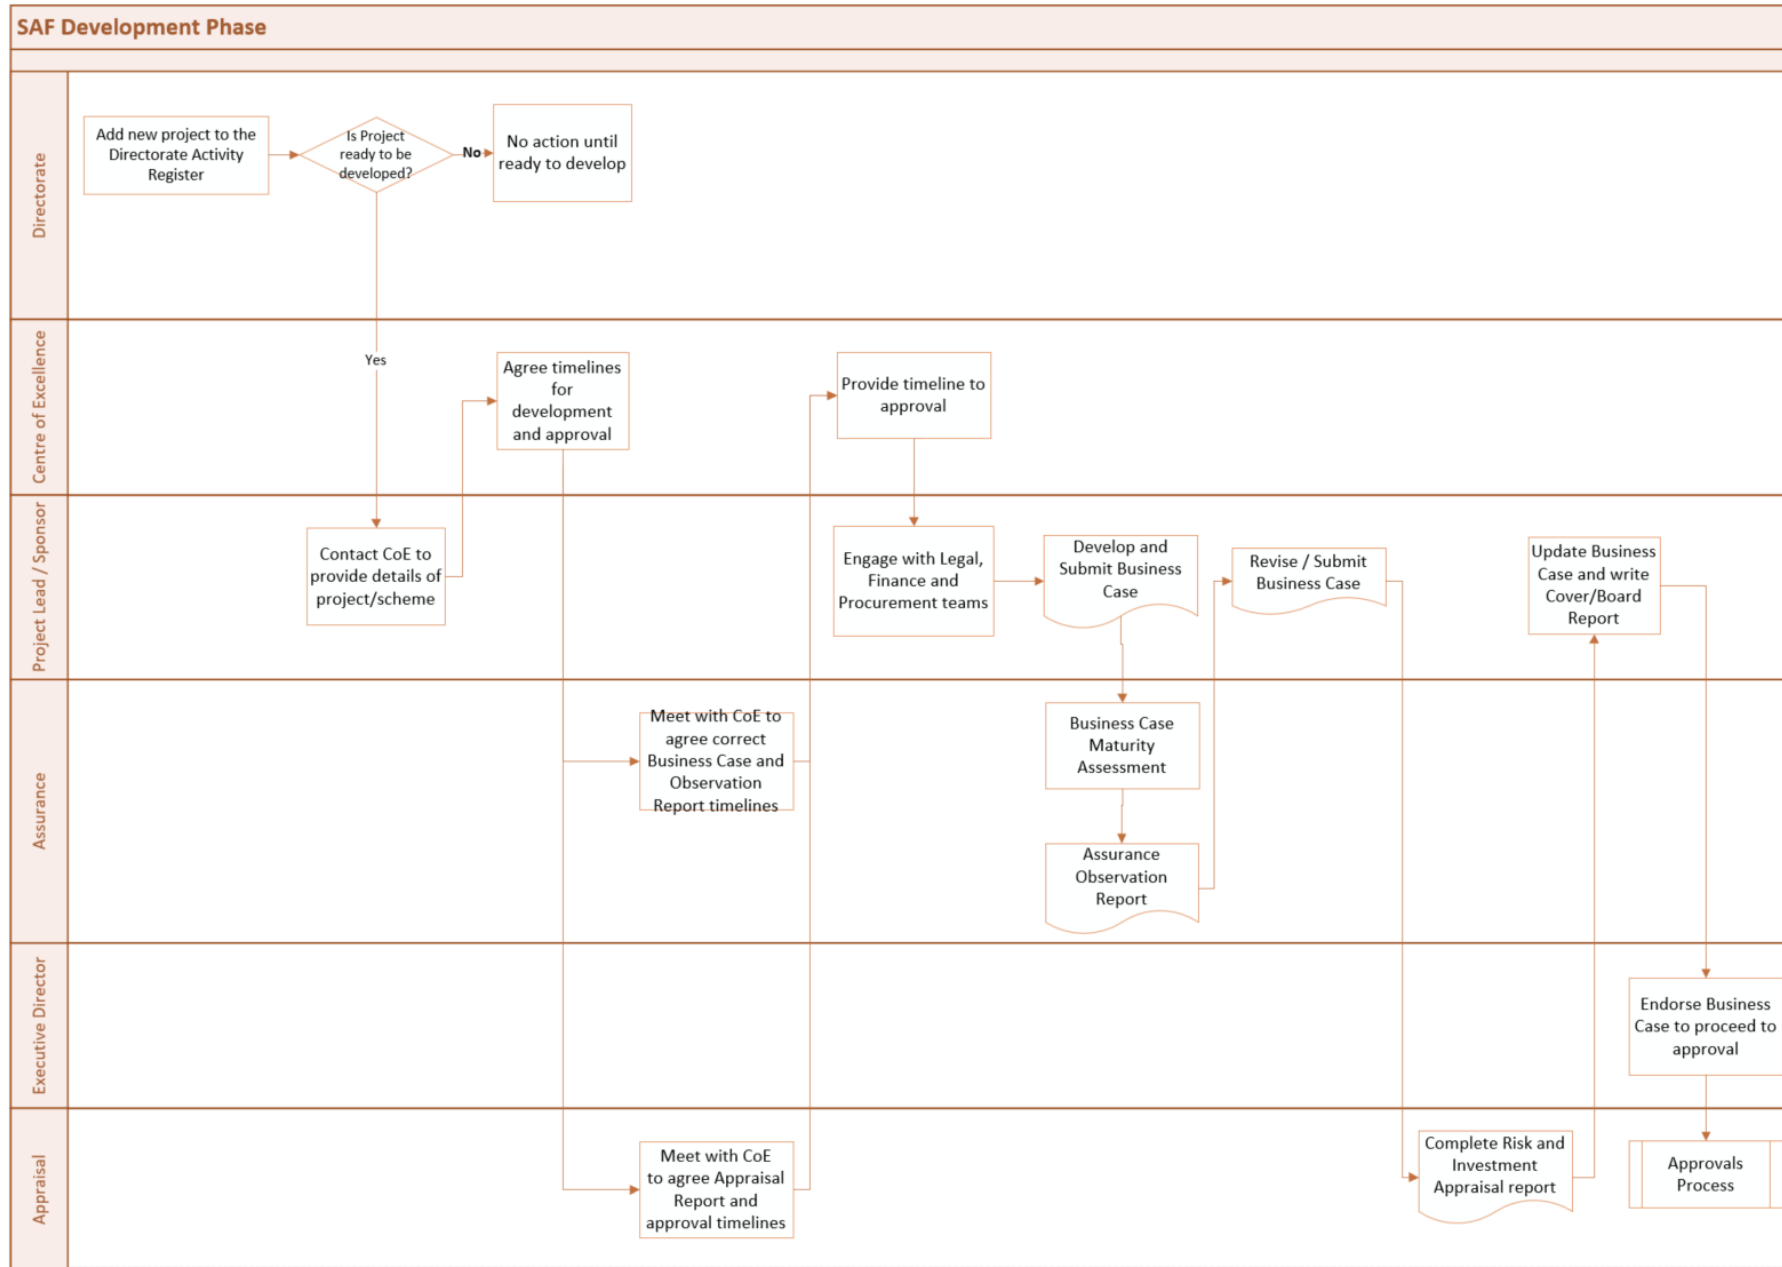 SAF Development Phase
Directorate
Add new project to the
Directorate Activity
Register
Is Project
ready to be
developed?
No
No action until
ready to develop
Yes
Centre of Excellence
Agree timelines
for
development
and approval
Provide timeline to
approval
Project Lead / Sponsor
Contact CoE to
provide details of
project/scheme
Engage with Legal,
Finance and
Procurement teams
Develop and
Submit Business
Case
Revise / Submit
Business Case
Update Business
Case and write
Cover/Board
Report
Assurance
Meet with CoE to
agree correct
Business Case and
Observation
Report timelines
Business Case
Maturity
Assessment
Assurance
Observation
Report
Executive Director
Endorse Business
Case to proceed to
approval
Appraisal
Meet with CoE
to agree Appraisal
Report and
approval timelines
Complete Risk and
Investment
Appraisal report
Approvals
Process